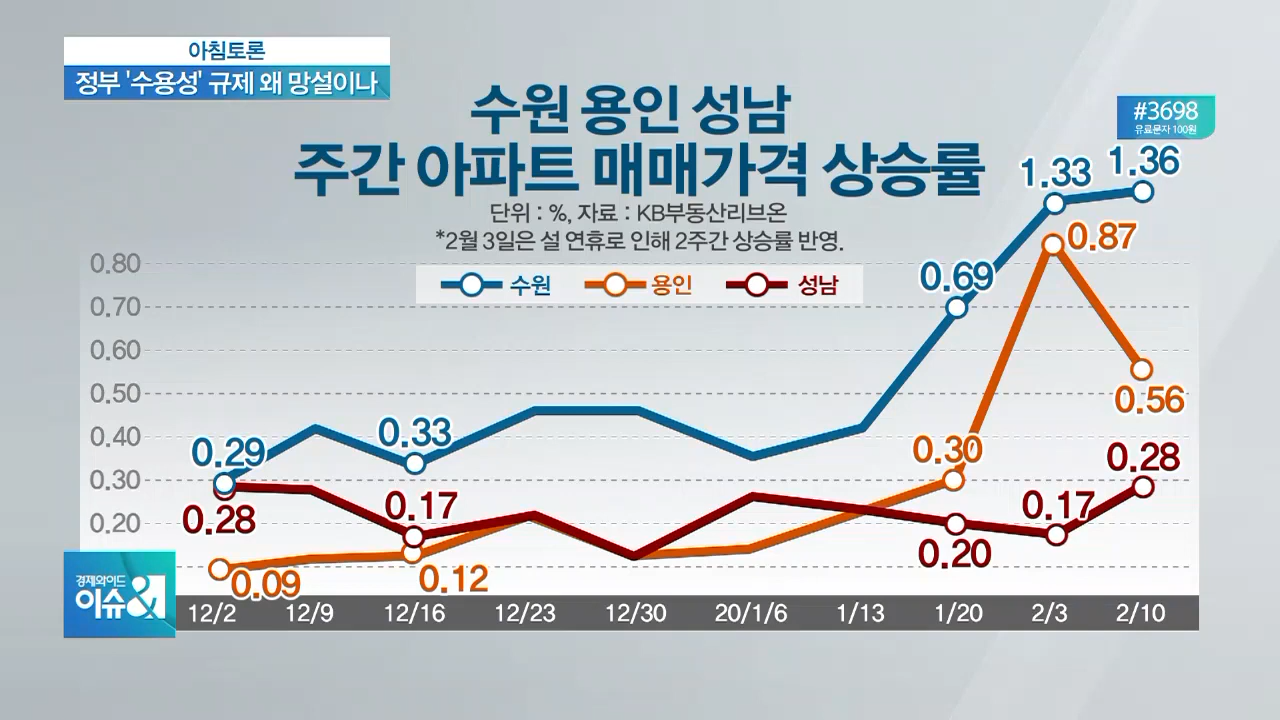 아침토론
정부 '수용성' 규제 왜 망설이나
#3698
유료문자 100원
수원 용인 성남
주간 아파트 매매가격 상승률
단위 : %, 자료 : KB부동산리브온
*2월 3일은 설 연휴로 인해 2주간 상승률 반영.
수원 용인 성남
0.80
0.70
0.60
0.50
0.40
0.30
0.20
0.29 0.33 0.69 1.33 1.36
0.09 0.12 0.30 0.87 0.56
0.28 0.17 0.20 0.17 0.28
12/2 12/9 12/16 12/23 12/30 20/1/6 1/13 1/20 2/3 2/10
경제와이드
이슈&